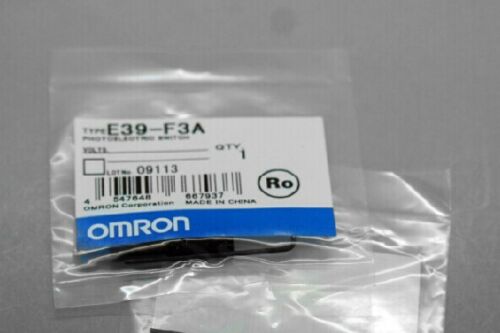 TYPE E39-F3A
PHOTOELECTRIC SWITCH
VOLTS. QTY 1
LOT No. 09113
4 547648 667937
Ro
OMRON Corporation MADE IN CHINA
OMRON